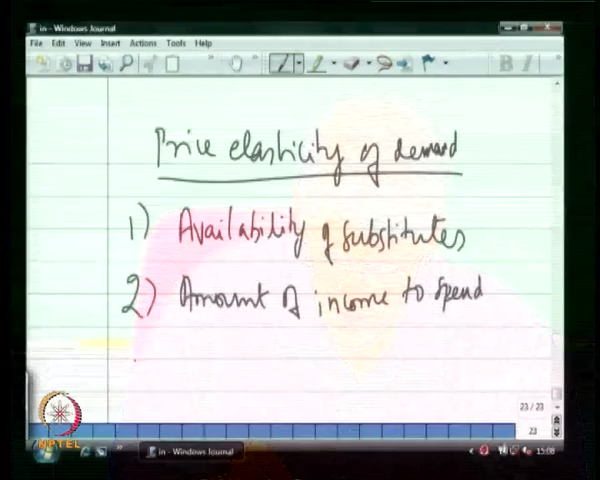 in - Windows Journal
File Edit View Insert Actions Tools Help
B I
Price elasticity of demand
1) Availability of substitutes
2) Amount of income to spend
23 / 23
23
NPTEL
in - Windows Journal
15:08